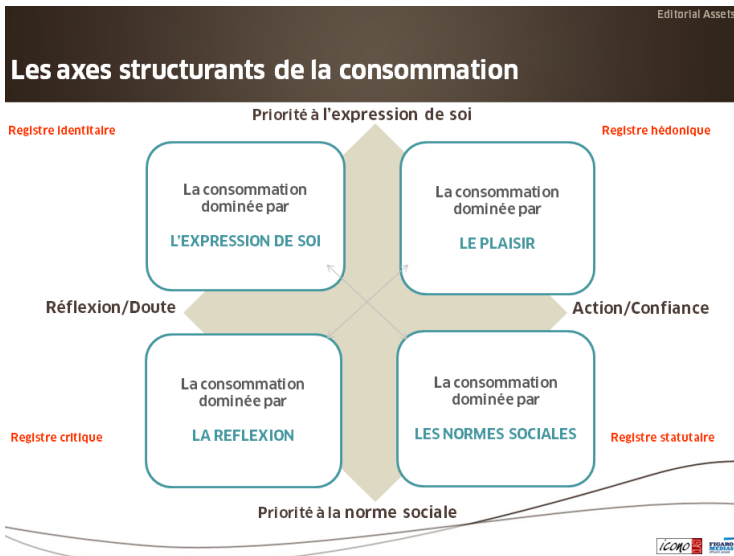 Editorial Assets
Les axes structurants de la consommation
Priorité à l'expression de soi
Registre identitaire
Registre hédonique
La consommation
dominée par
L'EXPRESSION DE SOI
La consommation
dominée par
LE PLAISIR
Réflexion/Doute
Action/Confiance
La consommation
dominée par
LA REFLEXION
La consommation
dominée par
LES NORMES SOCIALES
Registre critique
Registre statutaire
Priorité à la norme sociale
icono
FIGARO
MEDIAS